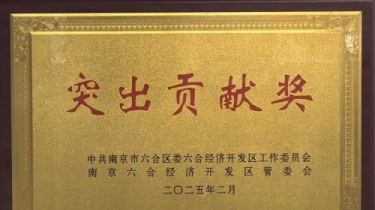 突出贡献奖
中共南京市六合区委六合经济开发区工作委员会
南京六合经济开发区管委会
二〇二五年二月